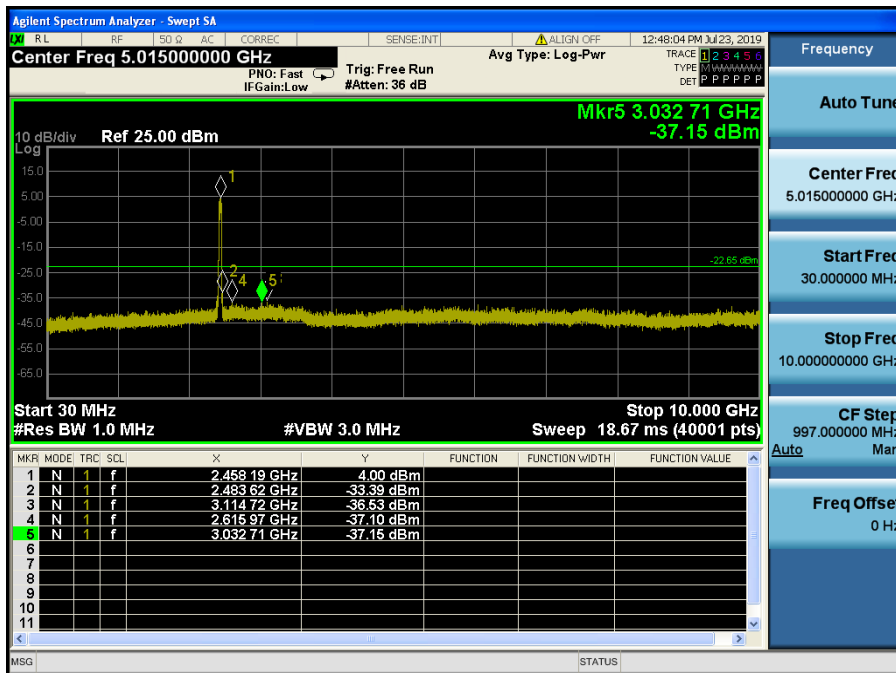 Agilent Spectrum Analyzer - Swept SA
LXI RL RF 50 Ω AC CORREC SENSE:INT ALIGN OFF 12:48:04 PM Jul 23, 2019
Center Freq 5.015000000 GHz
PNO: Fast
IFGain:Low
Trig: Free Run
#Atten: 36 dB
Avg Type: Log-Pwr
TRACE 1 2 3 4 5 6
TYPE M W W W W W
DET P P P P P P
Frequency
Auto Tune
Center Freq
5.015000000 GHz
Start Freq
30.000000 MHz
Stop Freq
10.000000000 GHz
CF Step
997.000000 MHz
Auto Man
Freq Offset
0 Hz
Mkr5 3.032 71 GHz
-37.15 dBm
10 dB/div Ref 25.00 dBm
Log
15.0
5.00
-5.00
-15.0
-25.0
-35.0
-45.0
-55.0
-65.0
1
2
4
5
-22.65 dBm
Start 30 MHz Stop 10.000 GHz
#Res BW 1.0 MHz #VBW 3.0 MHz Sweep 18.67 ms (40001 pts)
MKR MODE TRC SCL X Y FUNCTION FUNCTION WIDTH FUNCTION VALUE
1 N 1 f 2.458 19 GHz 4.00 dBm
2 N 1 f 2.483 62 GHz -33.39 dBm
3 N 1 f 3.114 72 GHz -36.53 dBm
4 N 1 f 2.615 97 GHz -37.10 dBm
5 N 1 f 3.032 71 GHz -37.15 dBm
6
7
8
9
10
11
MSG STATUS